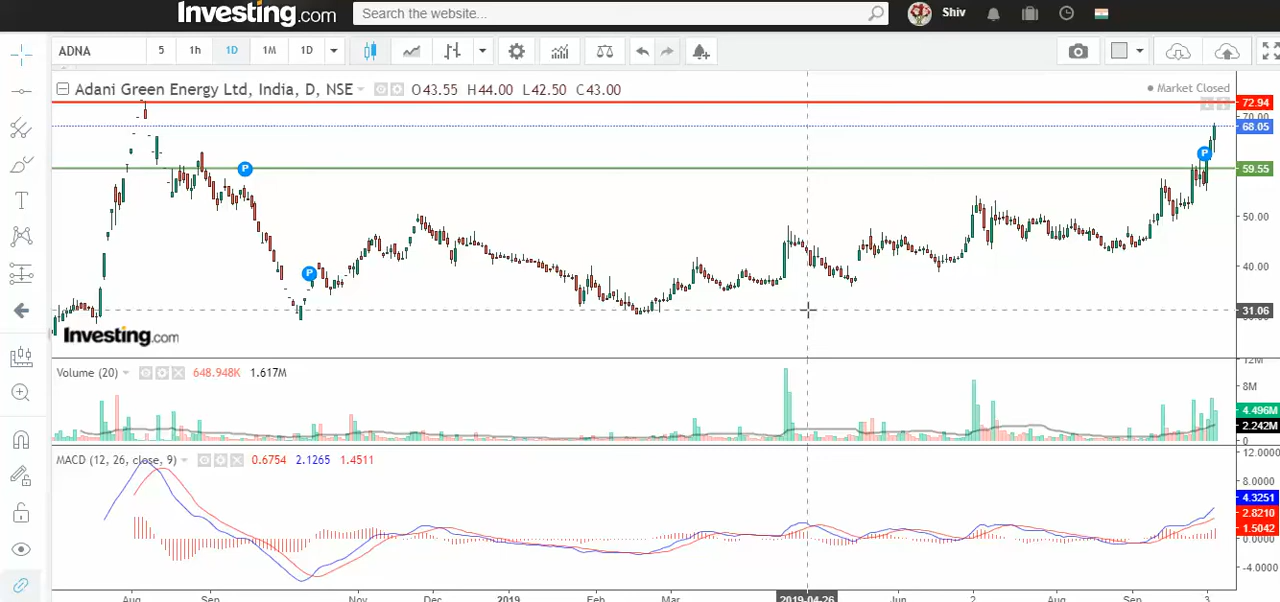 Investing.com Search the website... Shiv
ADNA 5 1h 1D 1M 1D
Adani Green Energy Ltd, India, D, NSE O43.55 H44.00 L42.50 C43.00
Market Closed
72.94
70.00
68.05
P
P
59.55
50.00
40.00
P
31.06
Investing.com
Volume (20) 648.948K 1.617M
12M
8M
4.496M
2.242M
0
MACD (12, 26, close, 9) 0.6754 2.1265 1.4511
12.0000
8.0000
4.3251
2.8210
1.5042
0.0000
-4.0000
Aug Sep Nov Dec 2019 Feb Mar 2019-04-26 Jun 2 Aug Sep 3